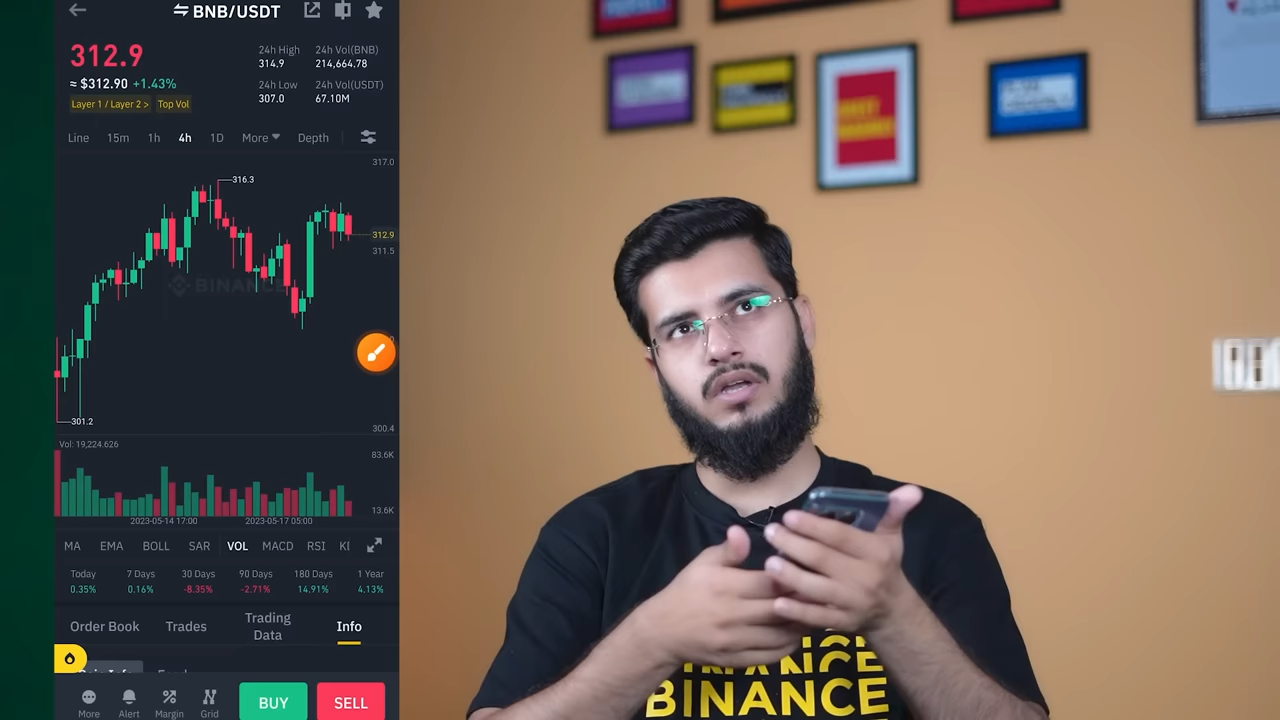 BNB/USDT
312.9
≈ $312.90 +1.43%
24h High
314.9
24h Vol(BNB)
214,664.78
24h Low
307.0
24h Vol(USDT)
67.10M
Layer 1 / Layer 2 > Top Vol
Line 15m 1h 4h 1D More Depth
317.0
316.3
312.9
311.5
BINANCE
301.2
300.4
Vol: 19,224.626
83.6K
13.6K
2023-05-14 17:00 2023-05-17 05:00
MA EMA BOLL SAR VOL MACD RSI
Today 7 Days 30 Days 90 Days 180 Days 1 Year
0.35% 0.16% -8.35% -2.71% 14.91% 4.13%
Order Book Trades Trading Data Info
More Alert Margin Grid BUY SELL
BINANCE
BINANCE